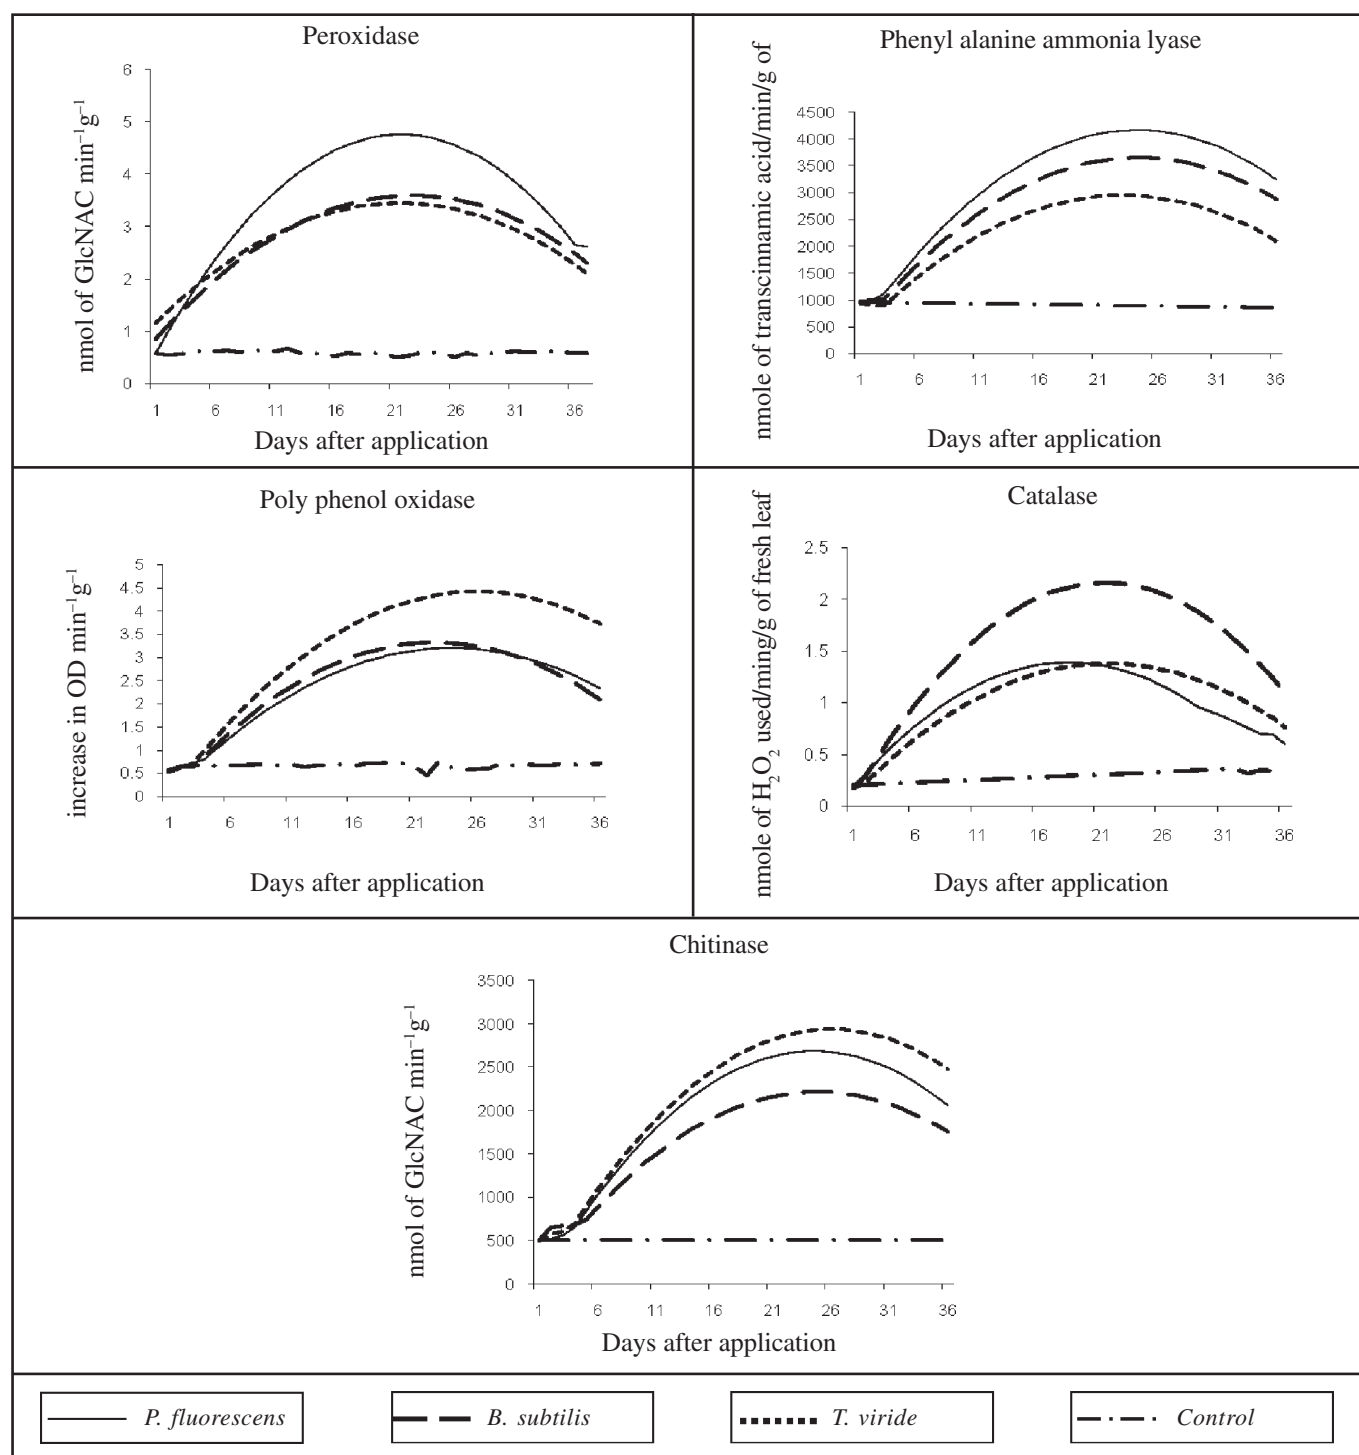 Peroxidase
nmol of GlcNAC min⁻¹g⁻¹
6
5
4
3
2
1
0
1 6 11 16 21 26 31 36
Days after application
Phenyl alanine ammonia lyase
nmole of transcinnamic acid/min/g of
4500
4000
3500
3000
2500
2000
1500
1000
500
0
1 6 11 16 21 26 31 36
Days after application
Poly phenol oxidase
increase in OD min⁻¹g⁻¹
5
4.5
4
3.5
3
2.5
2
1.5
1
0.5
0
1 6 11 16 21 26 31 36
Days after application
Catalase
nmole of H₂O₂ used/ming/g of fresh leaf
2.5
2
1.5
1
0.5
0
1 6 11 16 21 26 31 36
Days after application
Chitinase
nmol of GlcNAC min⁻¹g⁻¹
3500
3000
2500
2000
1500
1000
500
0
1 6 11 16 21 26 31 36
Days after application
P. fluorescens
B. subtilis
T. viride
Control